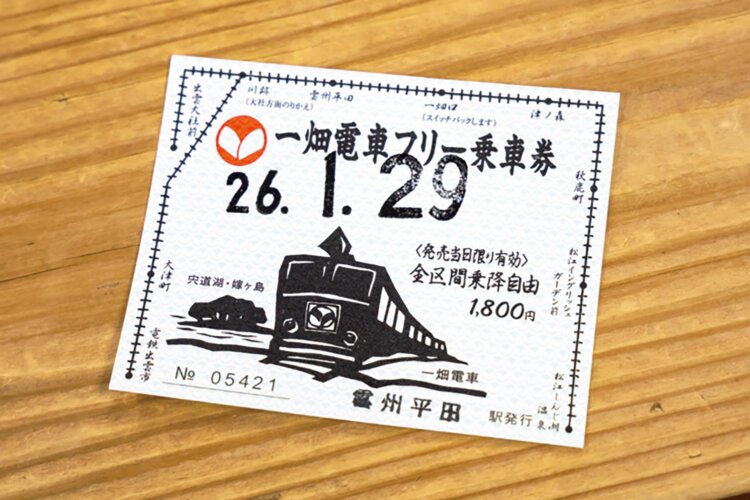 川跡
(大社方面のりかえ)
雲州平田
一畑口
(スイッチバックします)
津ノ森
出雲大社前
一畑電車フリー乗車券
26. 1. 29
秋鹿町
〈発売当日限り有効〉
全区間乗降自由
1,800円
松江イングリッシュ
ガーデン前
大津町
宍道湖・嫁ヶ島
電鉄出雲市
一畑電車
松江しんじ湖
温泉
№ 05421
雲州平田 駅発行